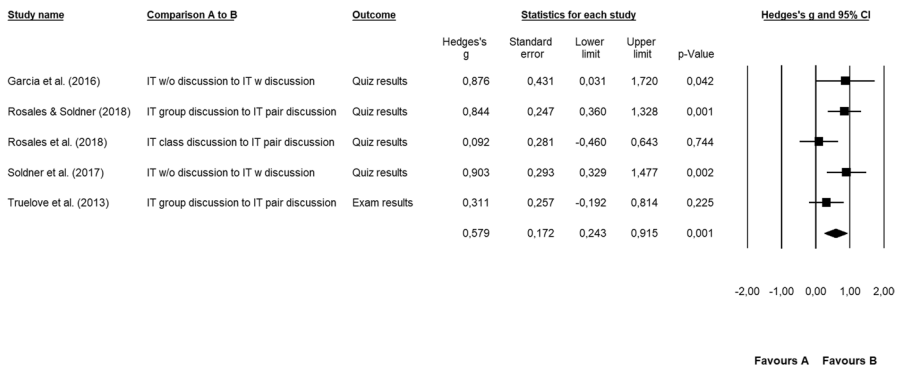 Study name Comparison A to B Outcome Statistics for each study Hedges's g and 95% CI
Hedges's g Standard error Lower limit Upper limit p-Value
Garcia et al. (2016) IT w/o discussion to IT w discussion Quiz results 0,876 0,431 0,031 1,720 0,042
Rosales & Soldner (2018) IT group discussion to IT pair discussion Quiz results 0,844 0,247 0,360 1,328 0,001
Rosales et al. (2018) IT class discussion to IT pair discussion Quiz results 0,092 0,281 -0,460 0,643 0,744
Soldner et al. (2017) IT w/o discussion to IT w discussion Quiz results 0,903 0,293 0,329 1,477 0,002
Truelove et al. (2013) IT group discussion to IT pair discussion Exam results 0,311 0,257 -0,192 0,814 0,225
0,579 0,172 0,243 0,915 0,001
-2,00 -1,00 0,00 1,00 2,00
Favours A Favours B